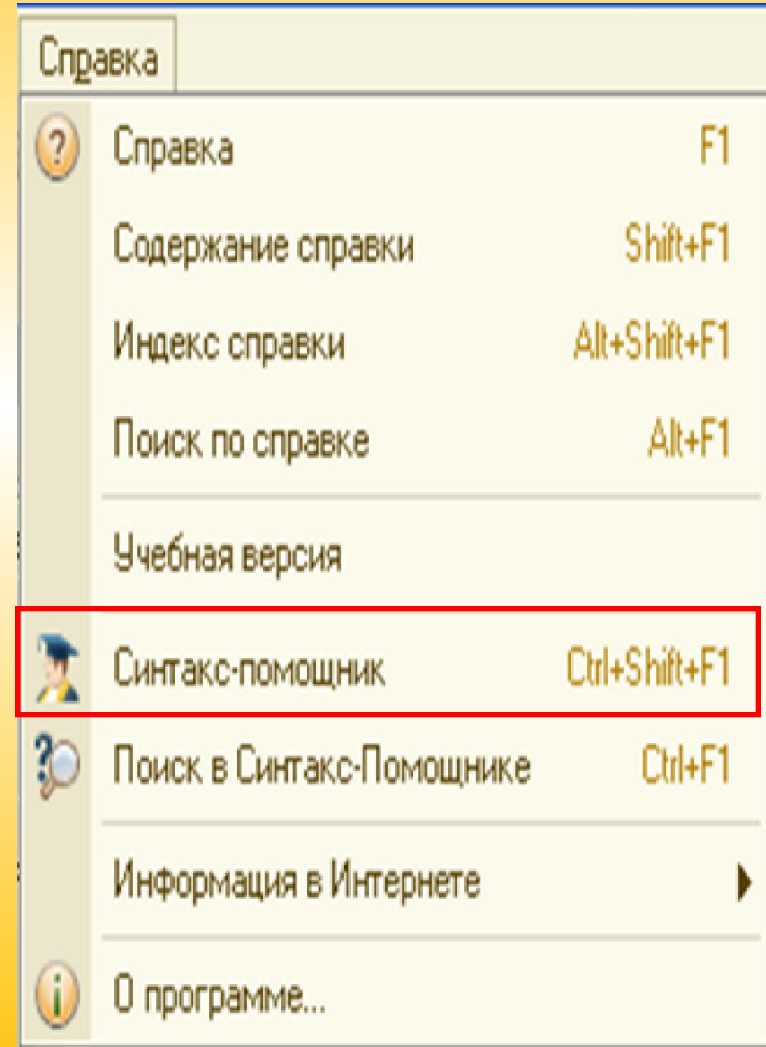 Справка
Справка F1
Содержание справки Shift+F1
Индекс справки Alt+Shift+F1
Поиск по справке Alt+F1
Учебная версия
Синтакс-помощник Ctrl+Shift+F1
Поиск в Синтакс-Помощнике Ctrl+F1
Информация в Интернете
О программе...